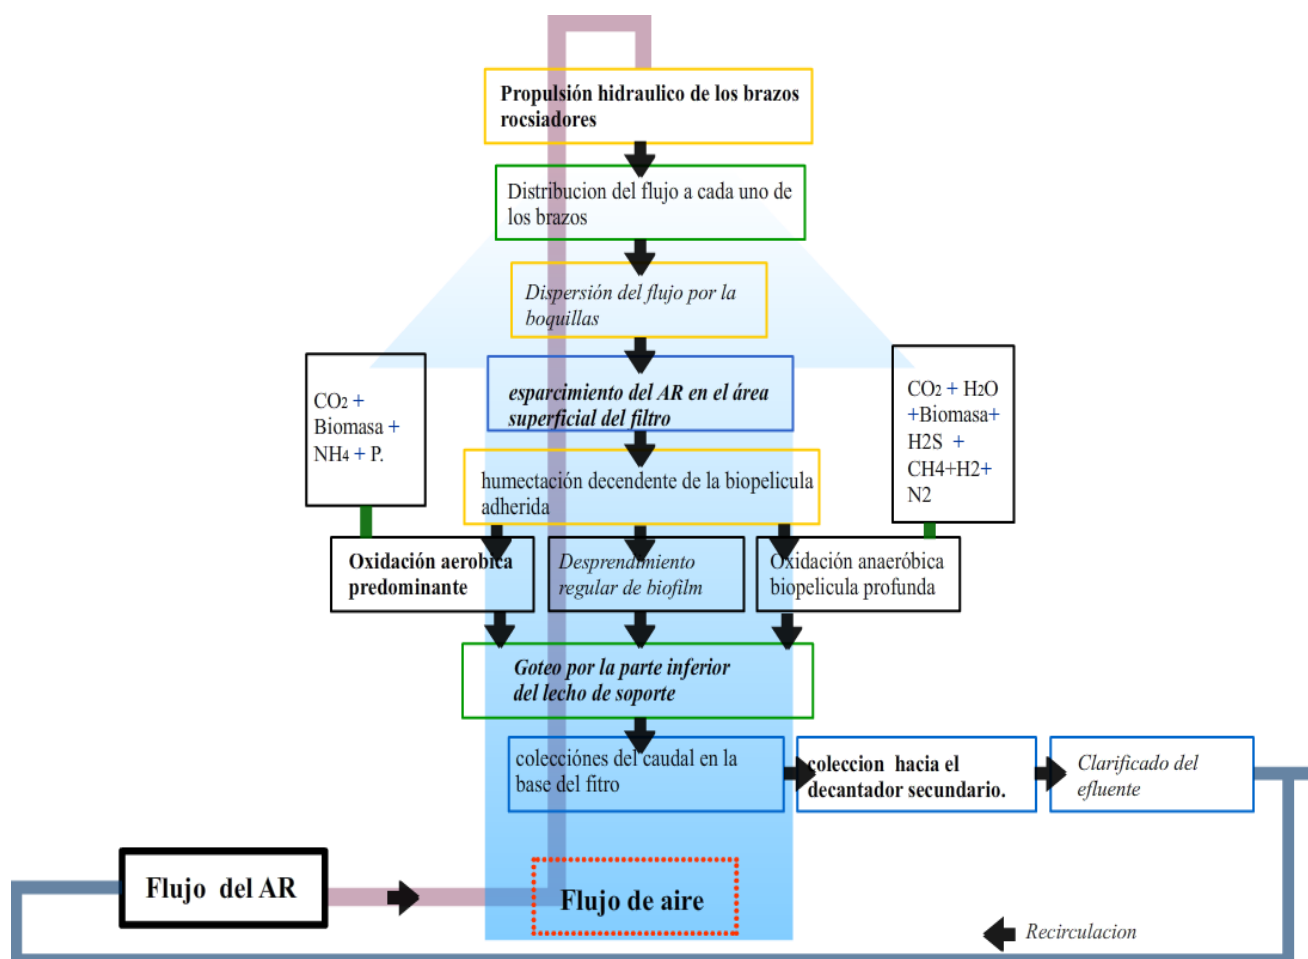 Propulsión hidraulico de los brazos
rocsiadores
Distribucion del flujo a cada uno de
los brazos
Dispersión del flujo por la
boquillas
esparcimiento del AR en el área
superficial del filtro
CO2 +
Biomasa +
NH4 + P.
CO2 + H2O
+Biomasa+
H2S +
CH4+H2+
N2
humectación decendente de la biopelicula
adherida
Oxidación aerobica
predominante
Desprendimiento
regular de biofilm
Oxidación anaeróbica
biopelicula profunda
Goteo por la parte inferior
del lecho de soporte
colecciónes del caudal en la
base del fitro
coleccion hacia el
decantador secundario.
Clarificado del
efluente
Flujo del AR
Flujo de aire
Recirculacion